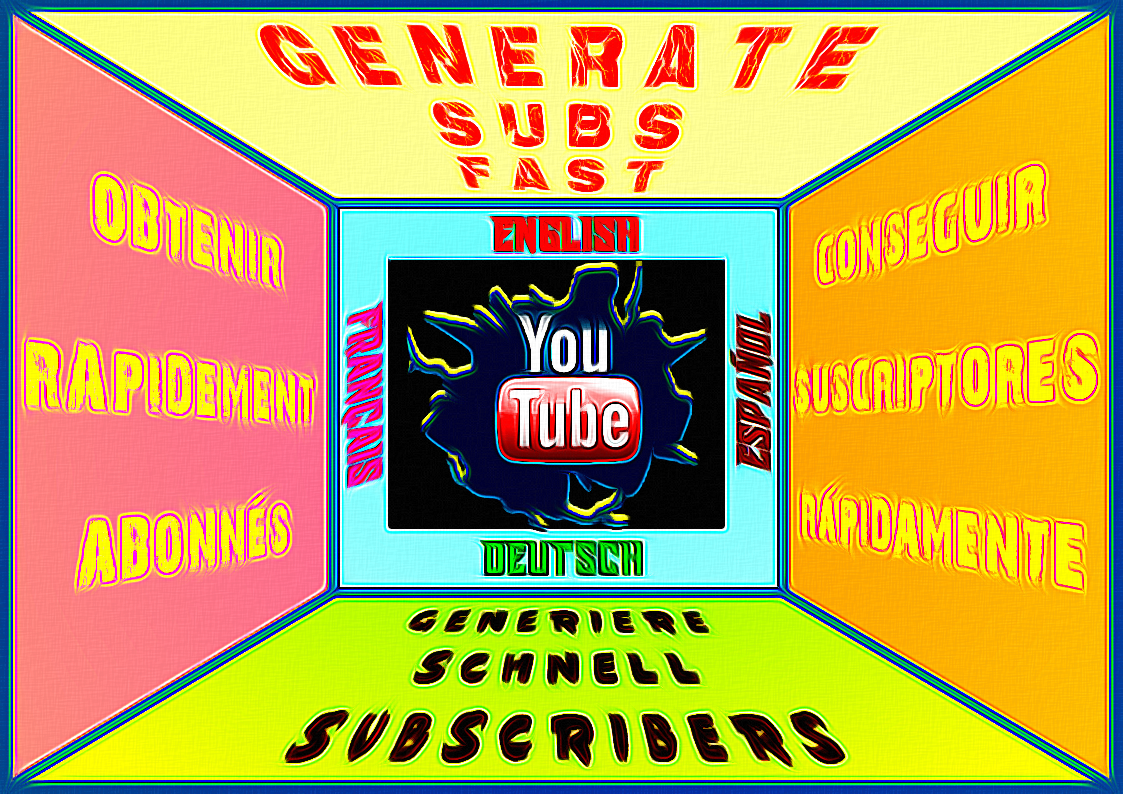 GENERATE
SUBS
FAST
OBTENIR
RAPIDEMENT
ABONNÉS
ENGLISH
FRANÇAIS
You
Tube
ESPAÑOL
DEUTSCH
CONSEGUIR
SUSCRIPTORES
RÁPIDAMENTE
GENERIERE
SCHNELL
SUBSCRIBERS